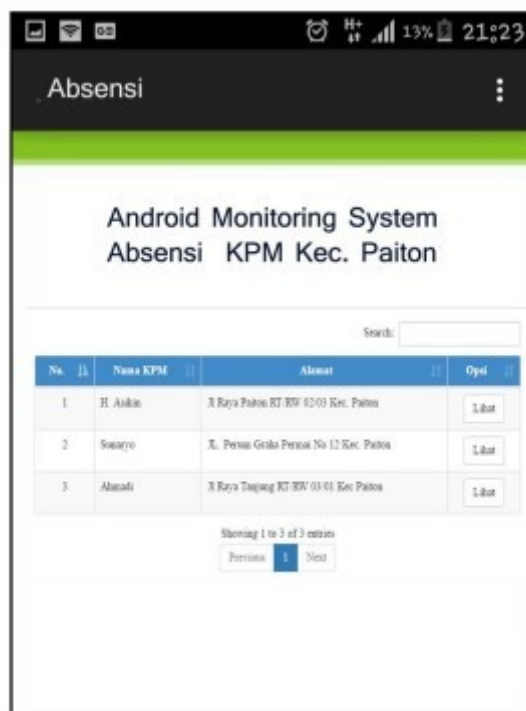 H+ 13% 21:23
Absensi
Android Monitoring System
Absensi KPM Kec. Paiton
Search:
No. Nama KPM Alamat Opsi
1 H. Asikin Jl Raya Paiton RT/RW 02/03 Kec. Paiton Lihat
2 Sunaryo JL. Perum Graha Permai No 12 Kec. Paiton Lihat
3 Ahmadi Jl Raya Tanjung RT/RW 03/01 Kec Paiton Lihat
Showing 1 to 3 of 3 entries
Previous 1 Next